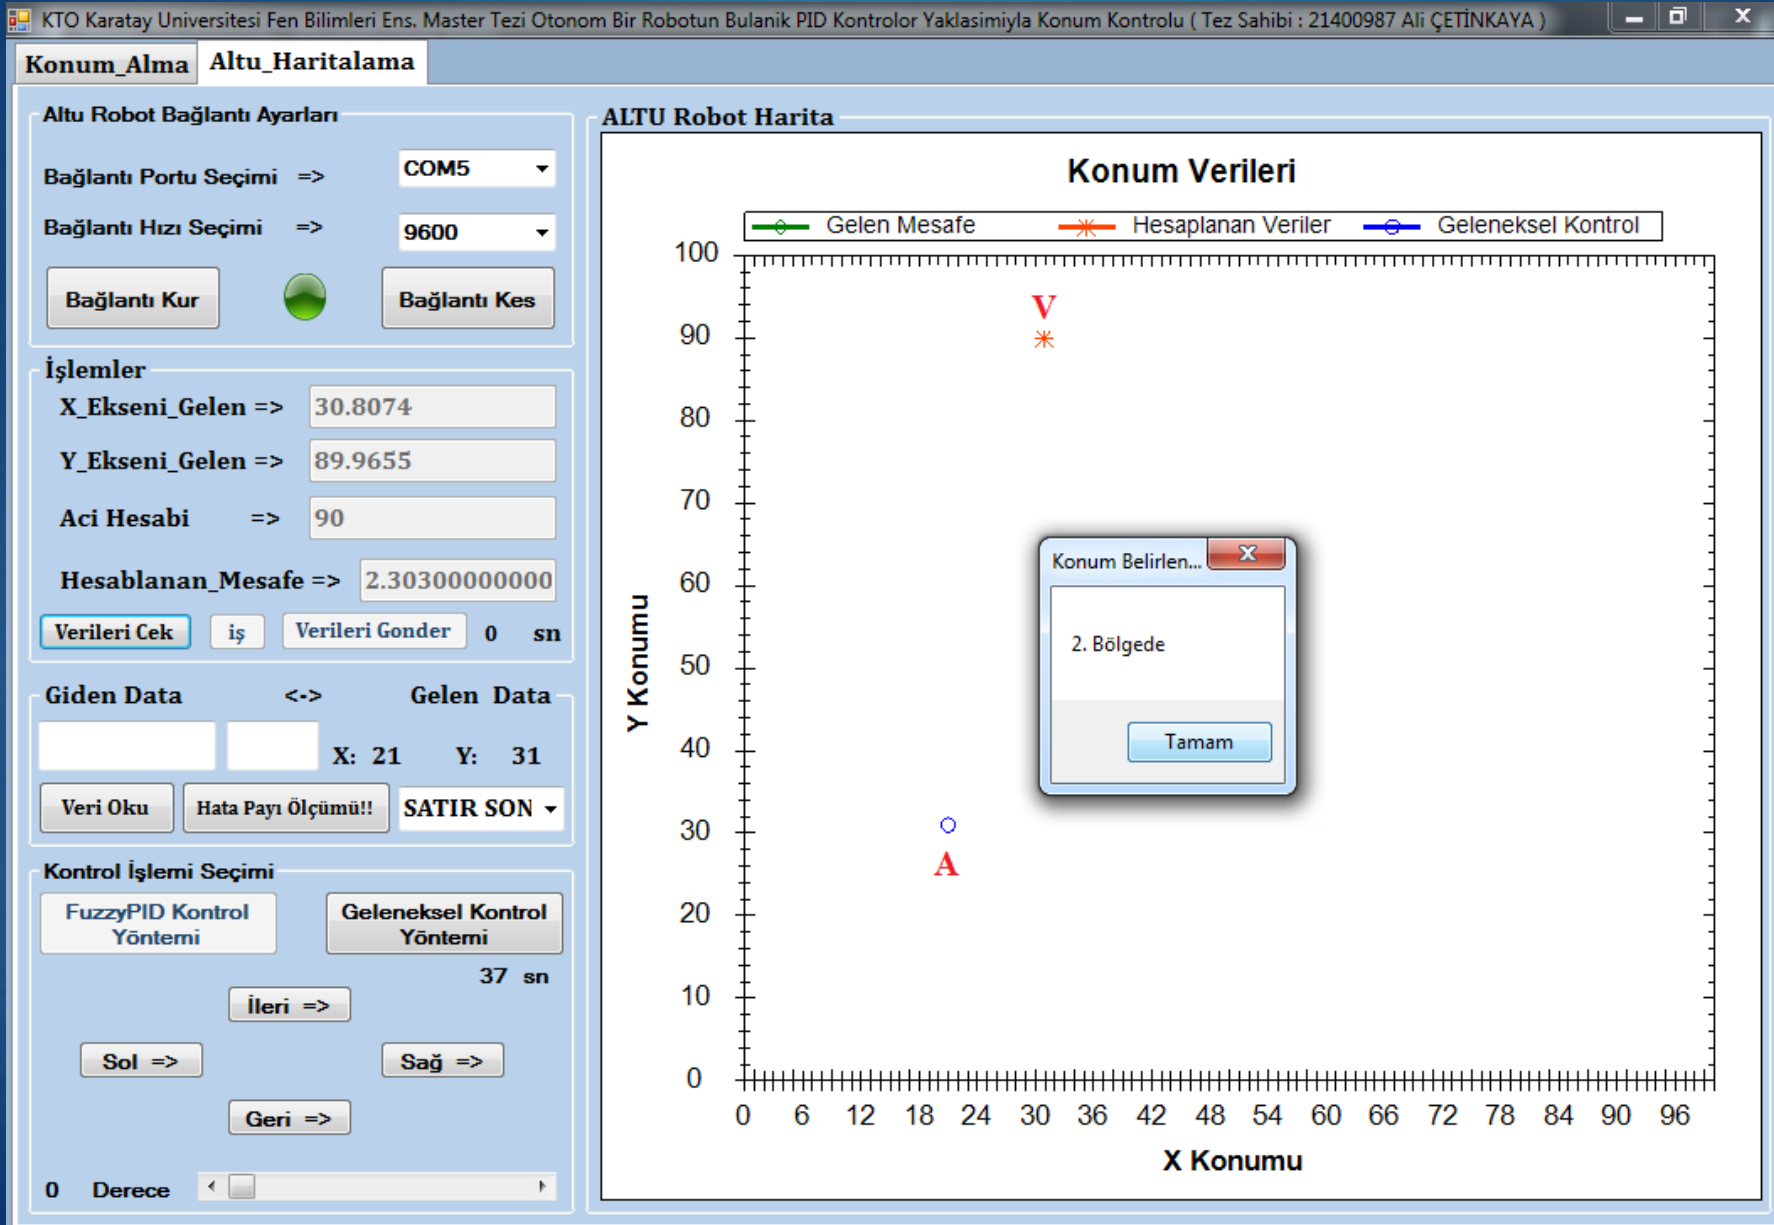 KTO Karatay Universitesi Fen Bilimleri Ens. Master Tezi Otonom Bir Robotun Bulanik PID Kontrolor Yaklasimiyla Konum Kontrolu ( Tez Sahibi : 21400987 Ali ÇETİNKAYA )
Konum_Alma Altu_Haritalama
Altu Robot Bağlantı Ayarları
Bağlantı Portu Seçimi => COM5
Bağlantı Hızı Seçimi => 9600
Bağlantı Kur Bağlantı Kes
İşlemler
X_Ekseni_Gelen => 30.8074
Y_Ekseni_Gelen => 89.9655
Aci Hesabi => 90
Hesablanan_Mesafe => 2.30300000000
Verileri Cek iş Verileri Gonder 0 sn
Giden Data <-> Gelen Data
X: 21 Y: 31
Veri Oku Hata Payı Ölçümü!! SATIR SON
Kontrol İşlemi Seçimi
FuzzyPID Kontrol
Yöntemi
Geleneksel Kontrol
Yöntemi
37 sn
İleri =>
Sol => Sağ =>
Geri =>
0 Derece
ALTU Robot Harita
Konum Verileri
Gelen Mesafe Hesaplanan Veriler Geleneksel Kontrol
100
90
80
70
60
50
40
30
20
10
0
Y Konumu
V
A
Konum Belirlen...
2. Bölgede
Tamam
0 6 12 18 24 30 36 42 48 54 60 66 72 78 84 90 96
X Konumu